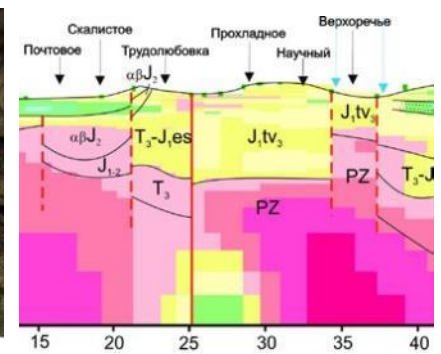 Почтовое
Скалистое
Трудолюбовка
Прохладное
Научный
Верхоречье
αβJ₂
αβJ₂
T₃-J₁es
J₁tv₃
J₁tv₃
J₁₋₂
T₃
PZ
PZ
T₃-J
15 20 25 30 35 40